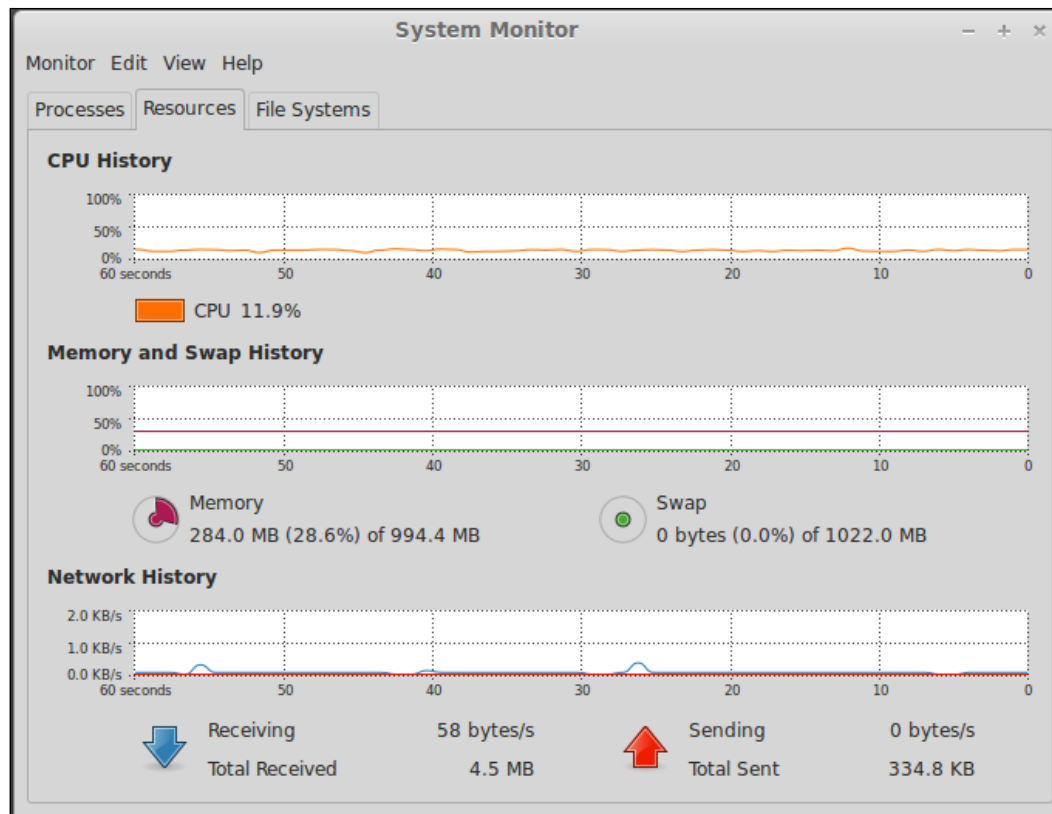 System Monitor
Monitor Edit View Help
Processes Resources File Systems
CPU History
100%
50%
0%
60 seconds 50 40 30 20 10 0
CPU 11.9%
Memory and Swap History
100%
50%
0%
60 seconds 50 40 30 20 10 0
Memory Swap
284.0 MB (28.6%) of 994.4 MB 0 bytes (0.0%) of 1022.0 MB
Network History
2.0 KB/s
1.0 KB/s
0.0 KB/s
60 seconds 50 40 30 20 10 0
Receiving 58 bytes/s Sending 0 bytes/s
Total Received 4.5 MB Total Sent 334.8 KB